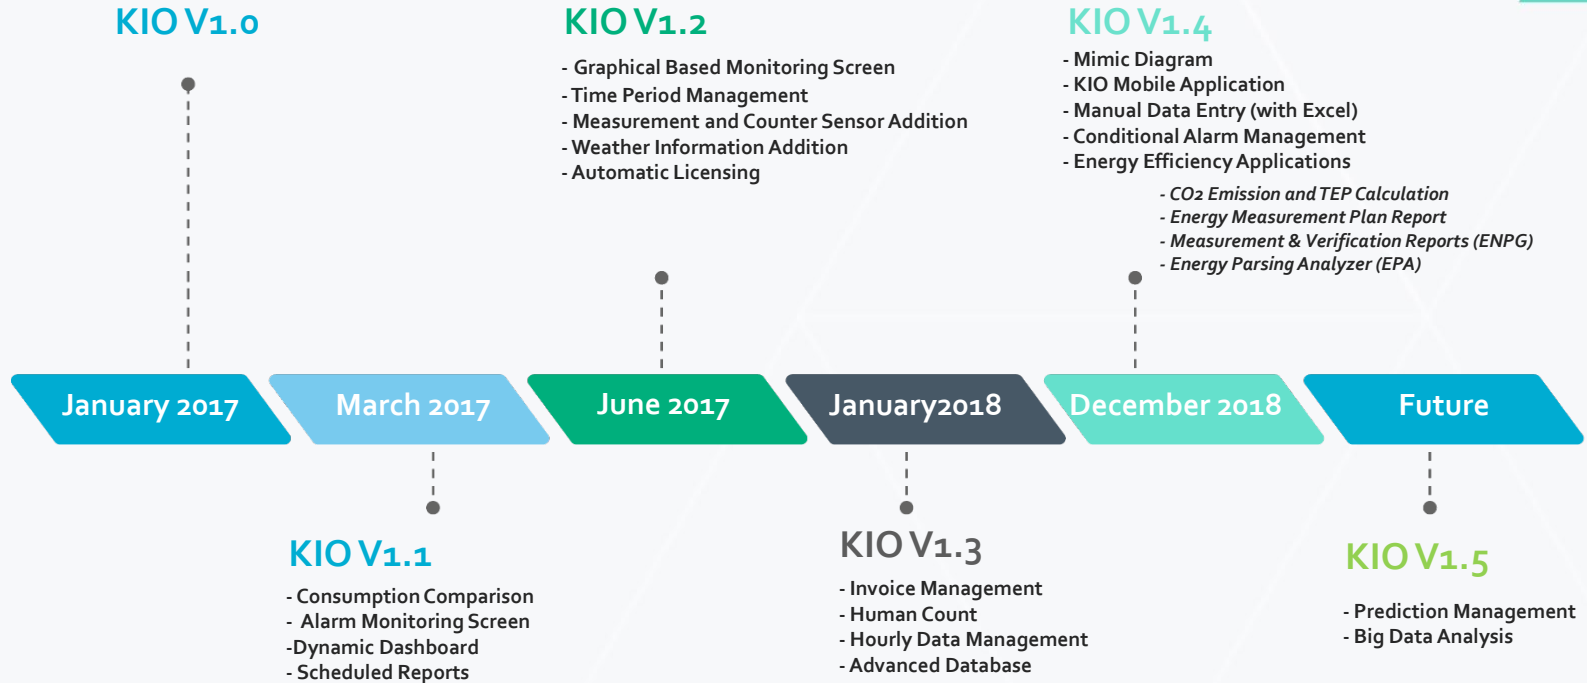 KIO V1.0
KIO V1.2
- Graphical Based Monitoring Screen
- Time Period Management
- Measurement and Counter Sensor Addition
- Weather Information Addition
- Automatic Licensing
KIO V1.4
- Mimic Diagram
- KIO Mobile Application
- Manual Data Entry (with Excel)
- Conditional Alarm Management
- Energy Efficiency Applications
- CO2 Emission and TEP Calculation
- Energy Measurement Plan Report
- Measurement & Verification Reports (ENPG)
- Energy Parsing Analyzer (EPA)
January 2017
March 2017
June 2017
January2018
December 2018
Future
KIO V1.1
- Consumption Comparison
- Alarm Monitoring Screen
-Dynamic Dashboard
- Scheduled Reports
KIO V1.3
- Invoice Management
- Human Count
- Hourly Data Management
- Advanced Database
KIO V1.5
- Prediction Management
- Big Data Analysis